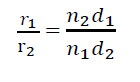 r₁/r₂ = n₂d₁/n₁d₂